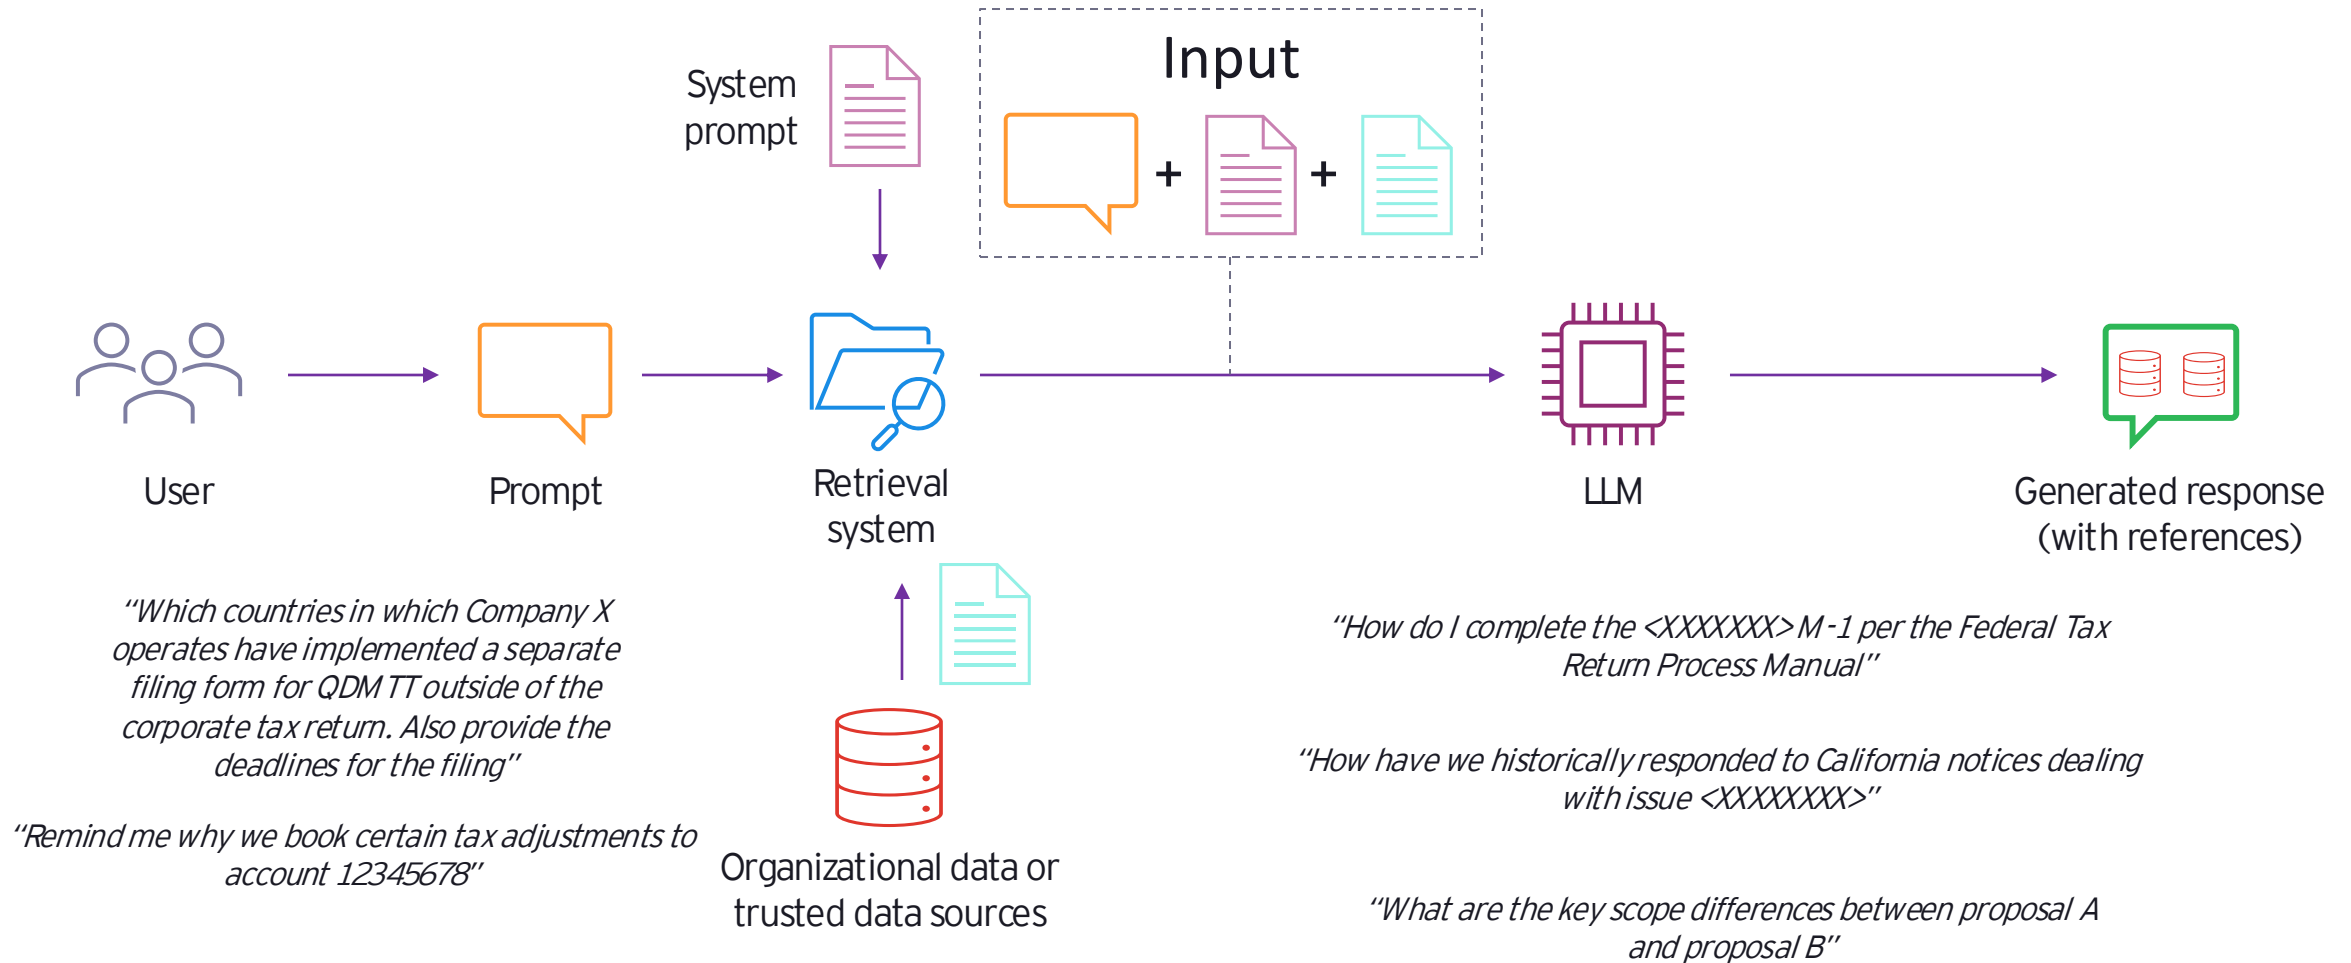 Input
System
prompt
+ +
User
Prompt
Retrieval
system
LLM
Generated response
(with references)
“Which countries in which Company X
operates have implemented a separate
filing form for QDMTT outside of the
corporate tax return. Also provide the
deadlines for the filing”
“Remind me why we book certain tax adjustments to
account 12345678”
Organizational data or
trusted data sources
“How do I complete the <XXXXXXX> M-1 per the Federal Tax
Return Process Manual”
“How have we historically responded to California notices dealing
with issue <XXXXXXXX>”
“What are the key scope differences between proposal A
and proposal B”